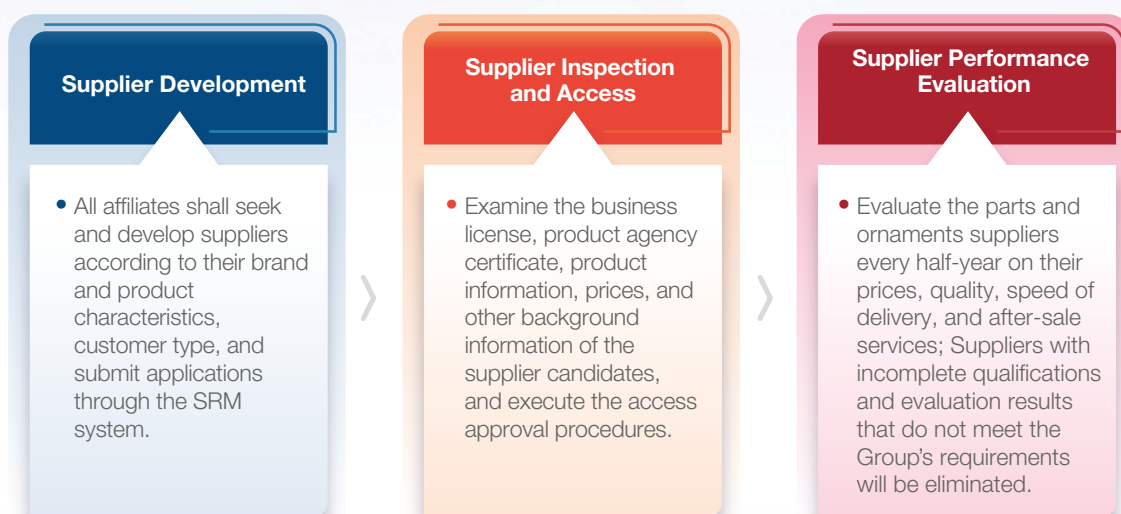 Supplier Development
• All affiliates shall seek
and develop suppliers
according to their brand
and product
characteristics,
customer type, and
submit applications
through the SRM
system.
Supplier Inspection
and Access
• Examine the business
license, product agency
certificate, product
information, prices, and
other background
information of the
supplier candidates,
and execute the access
approval procedures.
Supplier Performance
Evaluation
• Evaluate the parts and
ornaments suppliers
every half-year on their
prices, quality, speed of
delivery, and after-sale
services; Suppliers with
incomplete qualifications
and evaluation results
that do not meet the
Group’s requirements
will be eliminated.